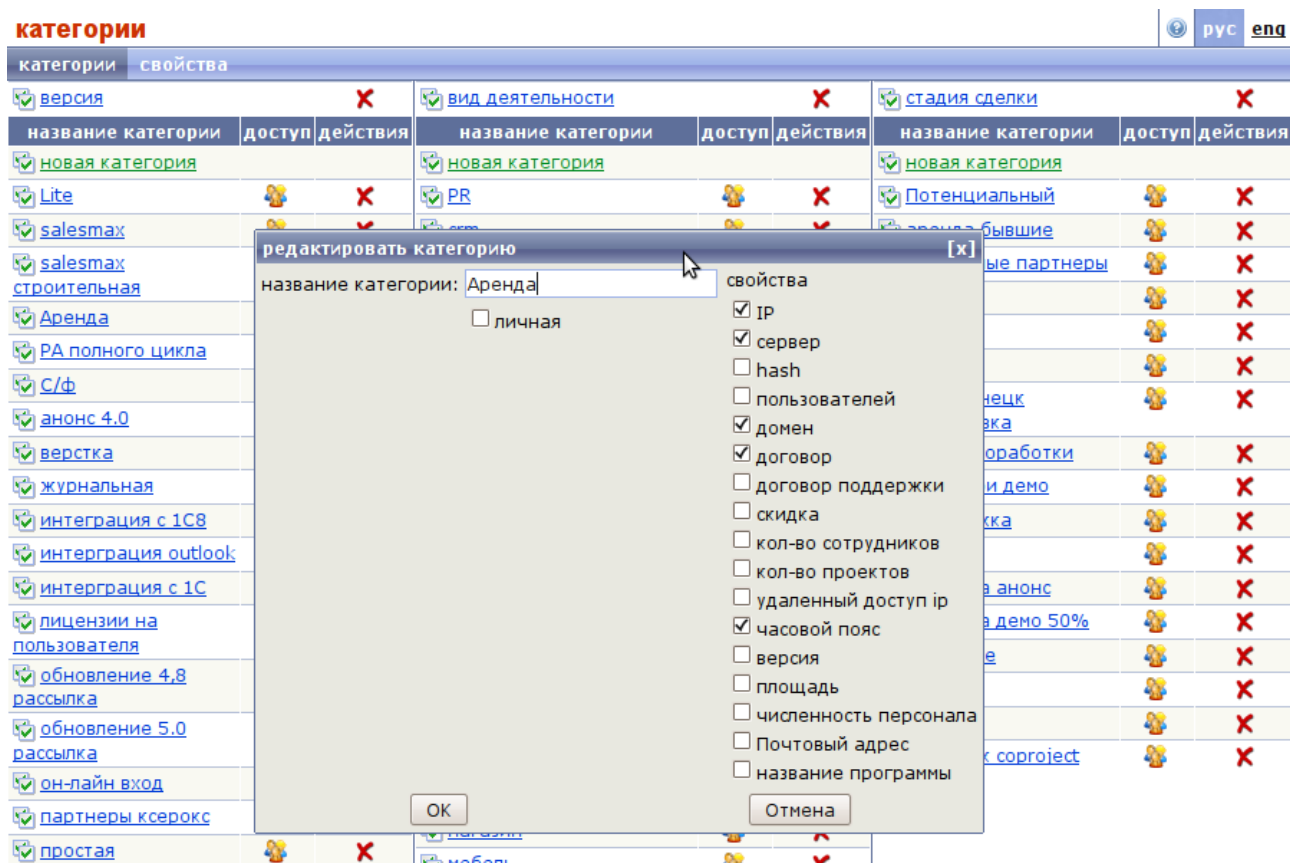 категории
рус eng
категории свойства
версия
вид деятельности
стадия сделки
название категории доступ действия
название категории доступ действия
название категории доступ действия
новая категория
новая категория
новая категория
Lite
PR
Потенциальный
salesmax
бывшие
salesmax
строительная
ые партнеры
Аренда
РА полного цикла
С/ф
анонс 4.0
верстка
оработки
журнальная
и демо
интеграция с 1С8
интерграция outlook
интерграция с 1С
а анонс
лицензии на
пользователя
а демо 50%
обновление 4,8
рассылка
обновление 5.0
рассылка
coproject
он-лайн вход
партнеры ксерокс
простая
мебель
редактировать категорию [x]
название категории: Аренда
личная
свойства
IP
сервер
hash
пользователей
домен
договор
договор поддержки
скидка
кол-во сотрудников
кол-во проектов
удаленный доступ ip
часовой пояс
версия
площадь
численность персонала
Почтовый адрес
название программы
OK
Отмена